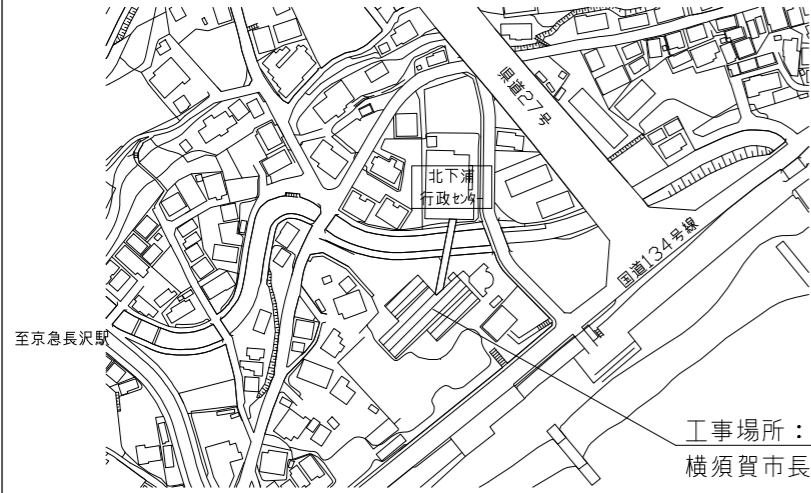 県道27号
北下浦
行政センター
国道134号線
至京急長沢駅
工事場所：
横須賀市長